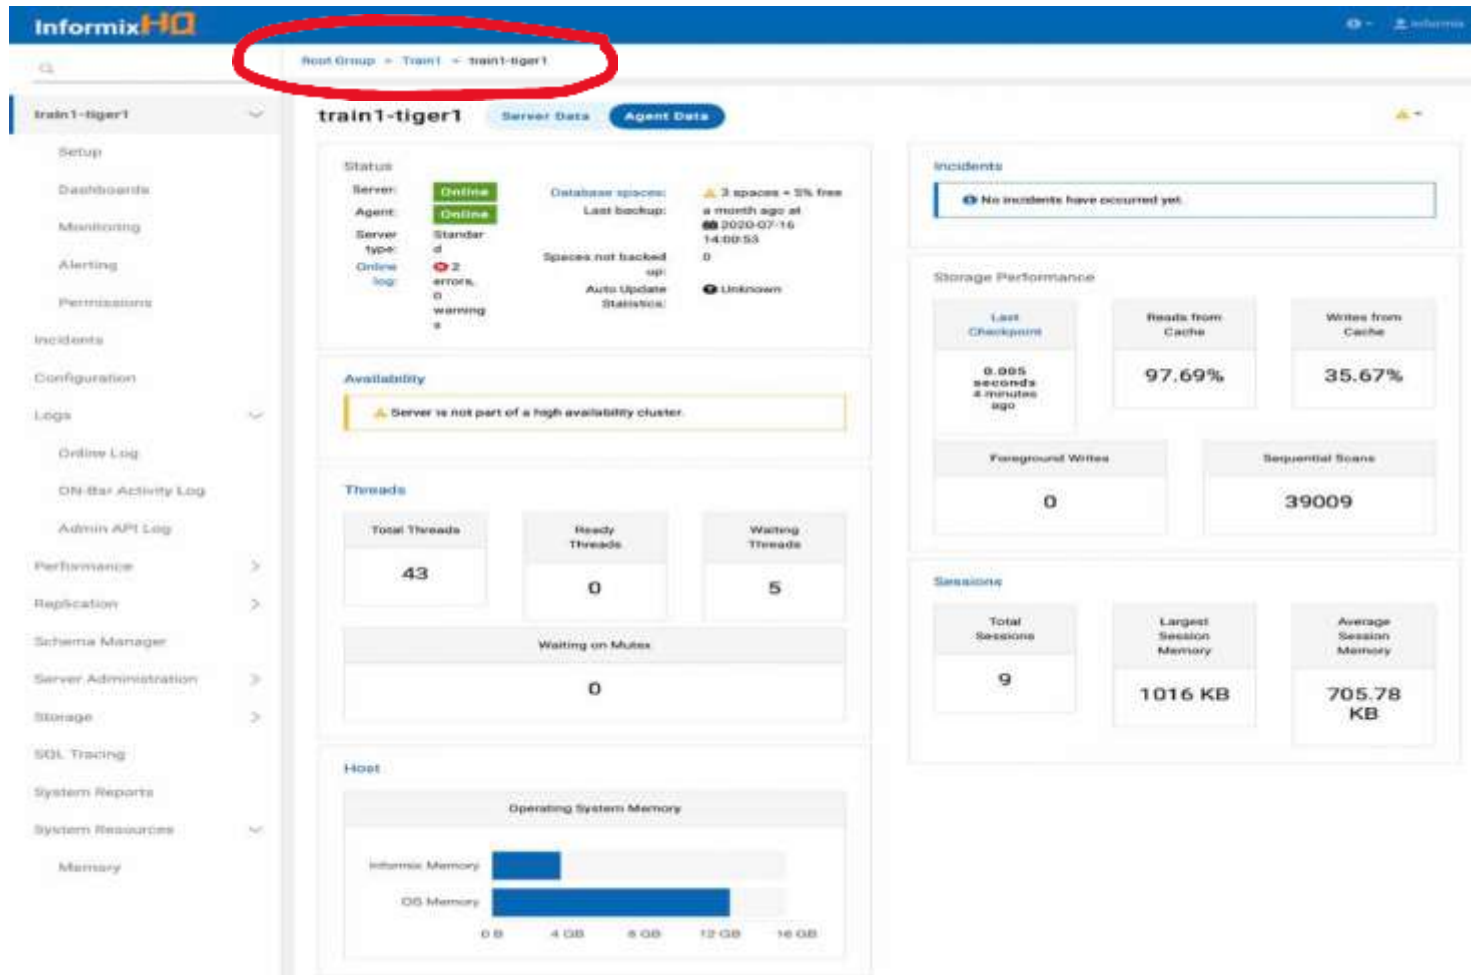 InformixHQ
informix
Root Group > Train1 > train1-tiger1
train1-tiger1
Setup
Dashboards
Monitoring
Alerting
Permissions
Incidents
Configuration
Logs
Online Log
ON-Bar Activity Log
Admin API Log
Performance
Replication
Schema Manager
Server Administration
Storage
SQL Tracing
System Reports
System Resources
Memory
train1-tiger1 Server Data Agent Data
Status
Server: Online
Agent: Online
Server type: Standar
d
Online log: 2
errors,
0
warning
s
Database spaces: 3 spaces < 5% free
Last backup: a month ago at
2020-07-16
14:00:53
Spaces not backed up: 0
Auto Update Statistics: Unknown
Availability
Server is not part of a high availability cluster.
Threads
Total Threads
43
Ready
Threads
0
Waiting
Threads
5
Waiting on Mutex
0
Host
Operating System Memory
Informix Memory
OS Memory
0 B 4 GB 8 GB 12 GB 16 GB
Incidents
No incidents have occurred yet.
Storage Performance
Last
Checkpoint
0.005
seconds
4 minutes
ago
Reads from
Cache
97.69%
Writes from
Cache
35.67%
Foreground Writes
0
Sequential Scans
39009
Sessions
Total
Sessions
9
Largest
Session
Memory
1016 KB
Average
Session
Memory
705.78
KB